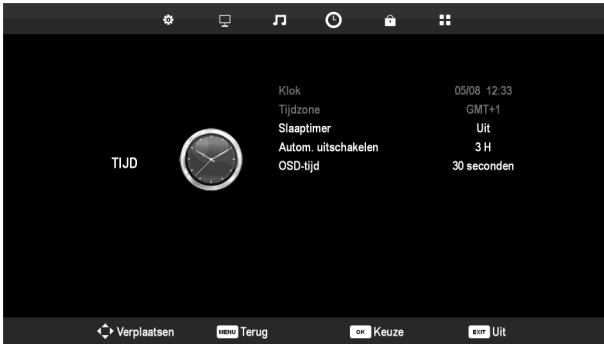 Klok 05/08 12:33
Tijdzone GMT+1
Slaaptimer Uit
Autom. uitschakelen 3 H
TIJD
OSD-tijd 30 seconden
Verplaatsen MENU Terug OK Keuze EXIT Uit